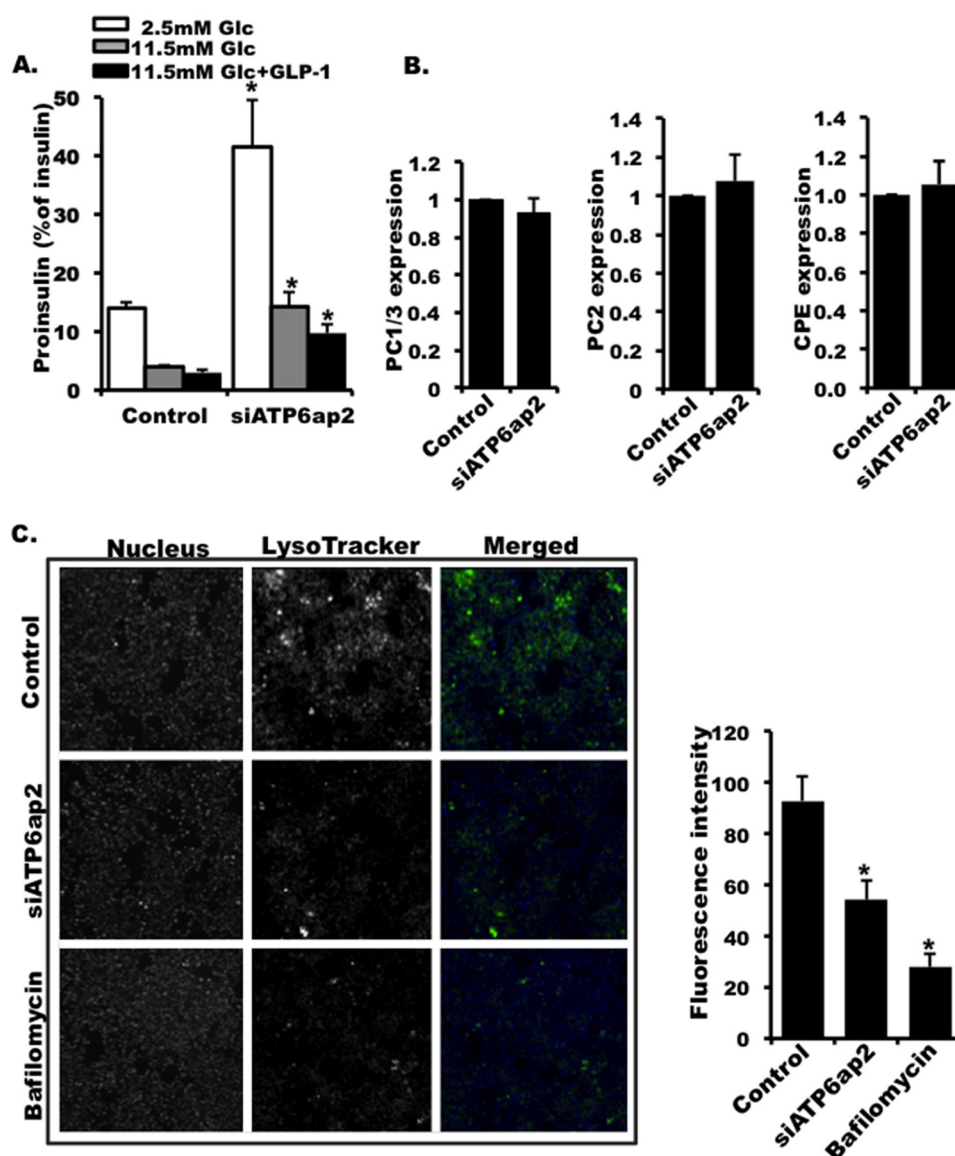 2.5mM Glc
11.5mM Glc
11.5mM Glc+GLP-1
A.
Proinsulin (%of insulin)
50
40
30
20
10
0
*
*
*
Control siATP6ap2
B.
PC1/3 expression
1.2
1
0.8
0.6
0.4
0.2
0
Control
siATP6ap2
PC2 expression
1.4
1.2
1
0.8
0.6
0.4
0.2
0
Control
siATP6ap2
CPE expression
1.4
1.2
1.0
0.8
0.6
0.4
0.2
0.0
Control
siATP6ap2
C.
Nucleus LysoTracker Merged
Control
siATP6ap2
Bafilomycin
Fluorescence intensity
120
100
80
60
40
20
0
*
*
Control
siATP6ap2
Bafilomycin